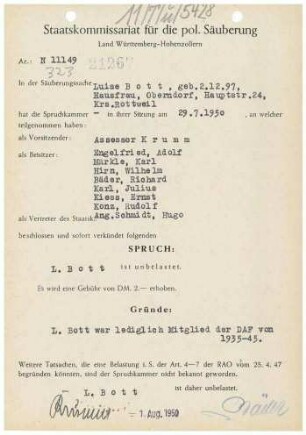 11/T/u/5428
Staatskommissariat für die pol. Säuberung
Land Württemberg-Hohenzollern
Az.: N 11149
323 21267
In der Säuberungssache Luise Bott, geb.2.12.97,
Hausfrau, Oberndorf, Hauptstr.24,
Krs.Rottweil
hat die Spruchkammer – in ihrer Sitzung am 29.7.1950, an welcher
teilgenommen haben:
als Vorsitzender: Assessor Krumm
als Beisitzer: Engelfried, Adolf
Märkle, Karl
Hirn, Wilhelm
Bäder, Richard
Karl, Julius
Kiess, Ernst
Konz, Rudolf
als Vertreter des Staatsk. Ang.Schmidt, Hugo
beschlossen und sofort verkündet folgenden
SPRUCH:
L. Bott ist unbelastet.
Es wird eine Gebühr von DM. 2.— erhoben.
Gründe:
L. Bott war lediglich Mitglied der DAF von
1935-45.
Weitere Tatsachen, die eine Belastung i.S. der Art. 4–7 der RAO vom 25. 4. 47
begründen könnten, sind der Spruchkammer nicht bekannt geworden.
L. Bott ist daher unbelastet.
1. Aug. 1950